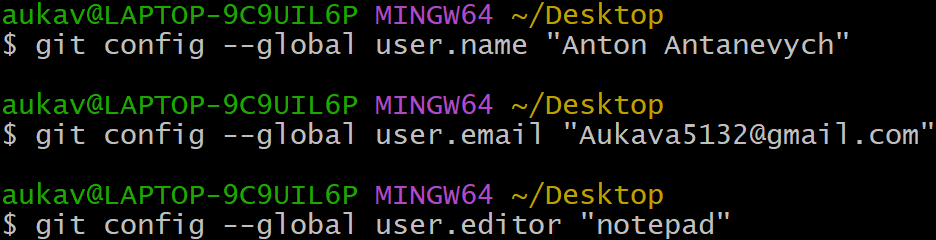 aukav@LAPTOP-9C9UIL6P MINGW64 ~/Desktop
$ git config --global user.name "Anton Antanevych"
aukav@LAPTOP-9C9UIL6P MINGW64 ~/Desktop
$ git config --global user.email "Aukava5132@gmail.com"
aukav@LAPTOP-9C9UIL6P MINGW64 ~/Desktop
$ git config --global user.editor "notepad"